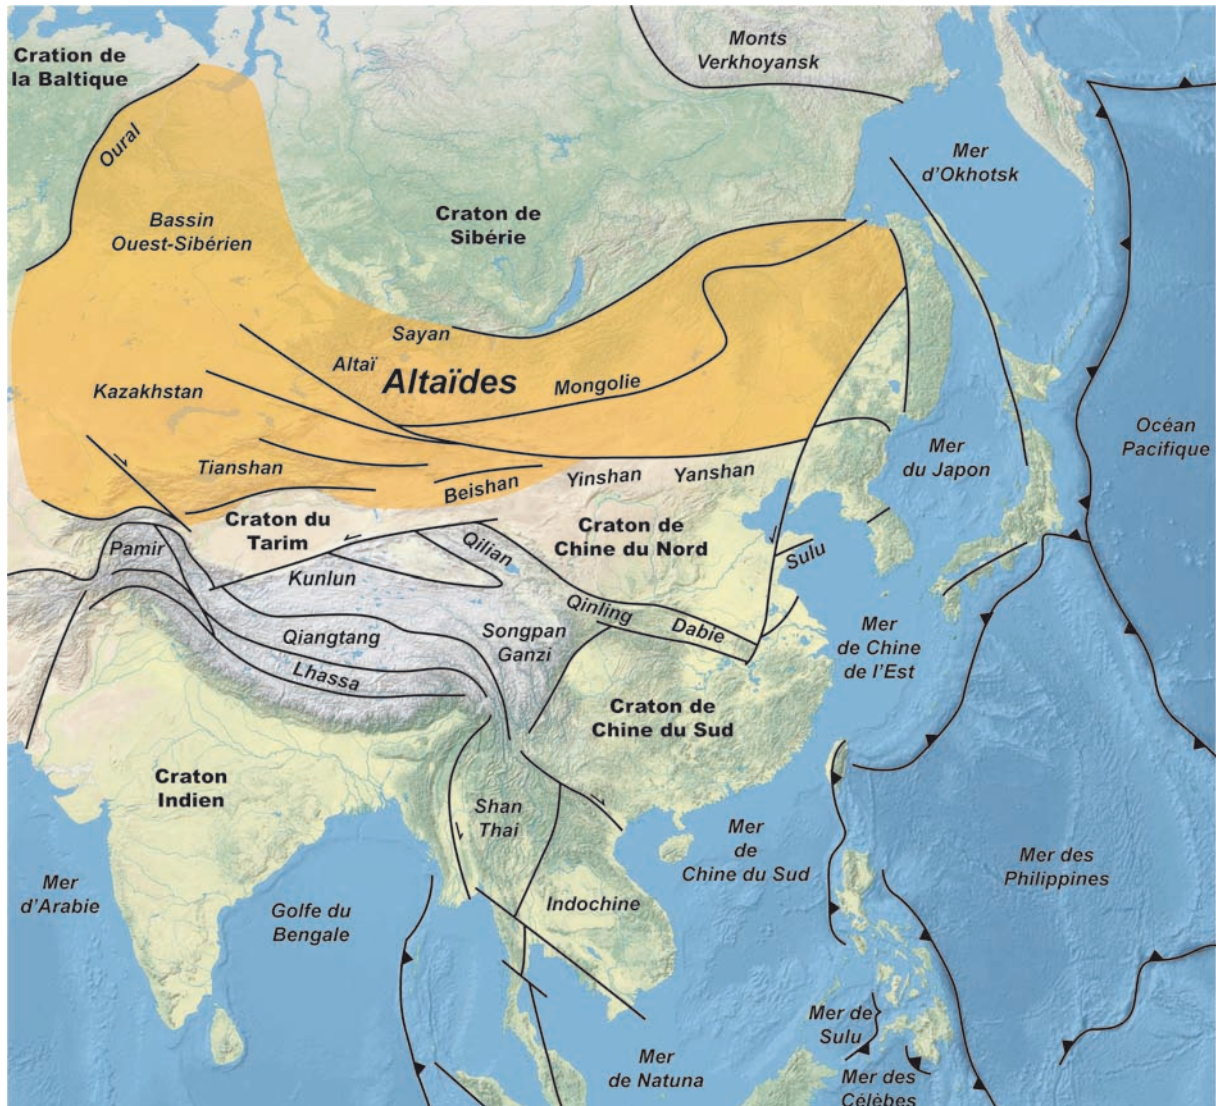 Cration de
la Baltique
Monts
Verkhoyansk
Oural
Mer
d'Okhotsk
Bassin
Ouest-Sibérien
Craton de
Sibérie
Sayan
Altaï
Altaïdes
Mongolie
Kazakhstan
Océan
Pacifique
Mer
du Japon
Tianshan
Beishan
Yinshan
Yanshan
Craton du
Tarim
Craton de
Chine du Nord
Pamir
Qilian
Sulu
Kunlun
Qinling
Dabie
Qiangtang
Songpan
Ganzi
Lhassa
Mer
de Chine
de l'Est
Craton de
Chine du Sud
Craton
Indien
Shan
Thai
Mer
de
Chine du Sud
Mer des
Philippines
Mer
d'Arabie
Golfe du
Bengale
Indochine
Mer de
Sulu
Mer
de Natuna
Mer des
Célèbes